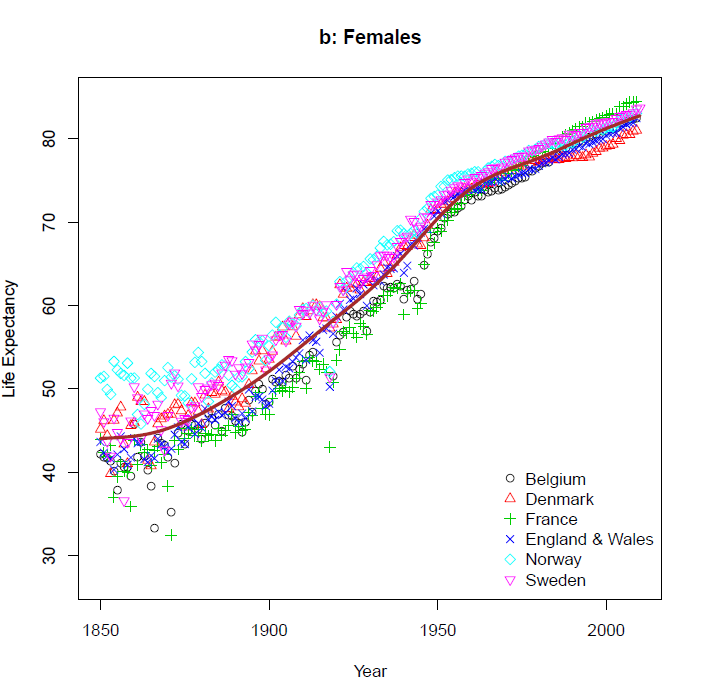 b: Females
80
70
60
50
40
30
Life Expectancy
Belgium
Denmark
France
England & Wales
Norway
Sweden
1850
1900
1950
2000
Year